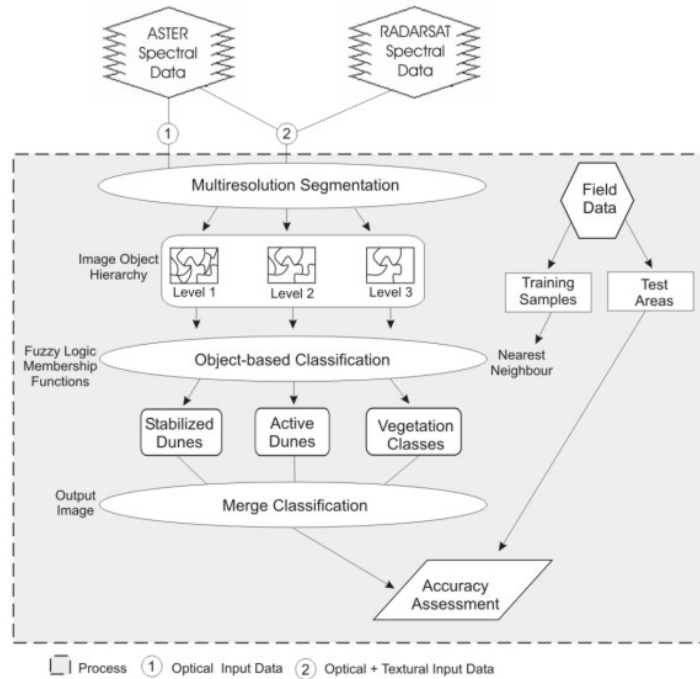 ASTER
Spectral
Data
RADARSAT
Spectral
Data
1
2
Multiresolution Segmentation
Field
Data
Image Object
Hierarchy
Level 1
Level 2
Level 3
Training
Samples
Test
Areas
Fuzzy Logic
Membership
Functions
Object-based Classification
Nearest
Neighbour
Stabilized
Dunes
Active
Dunes
Vegetation
Classes
Output
Image
Merge Classification
Accuracy
Assessment
Process
1 Optical Input Data
2 Optical + Textural Input Data